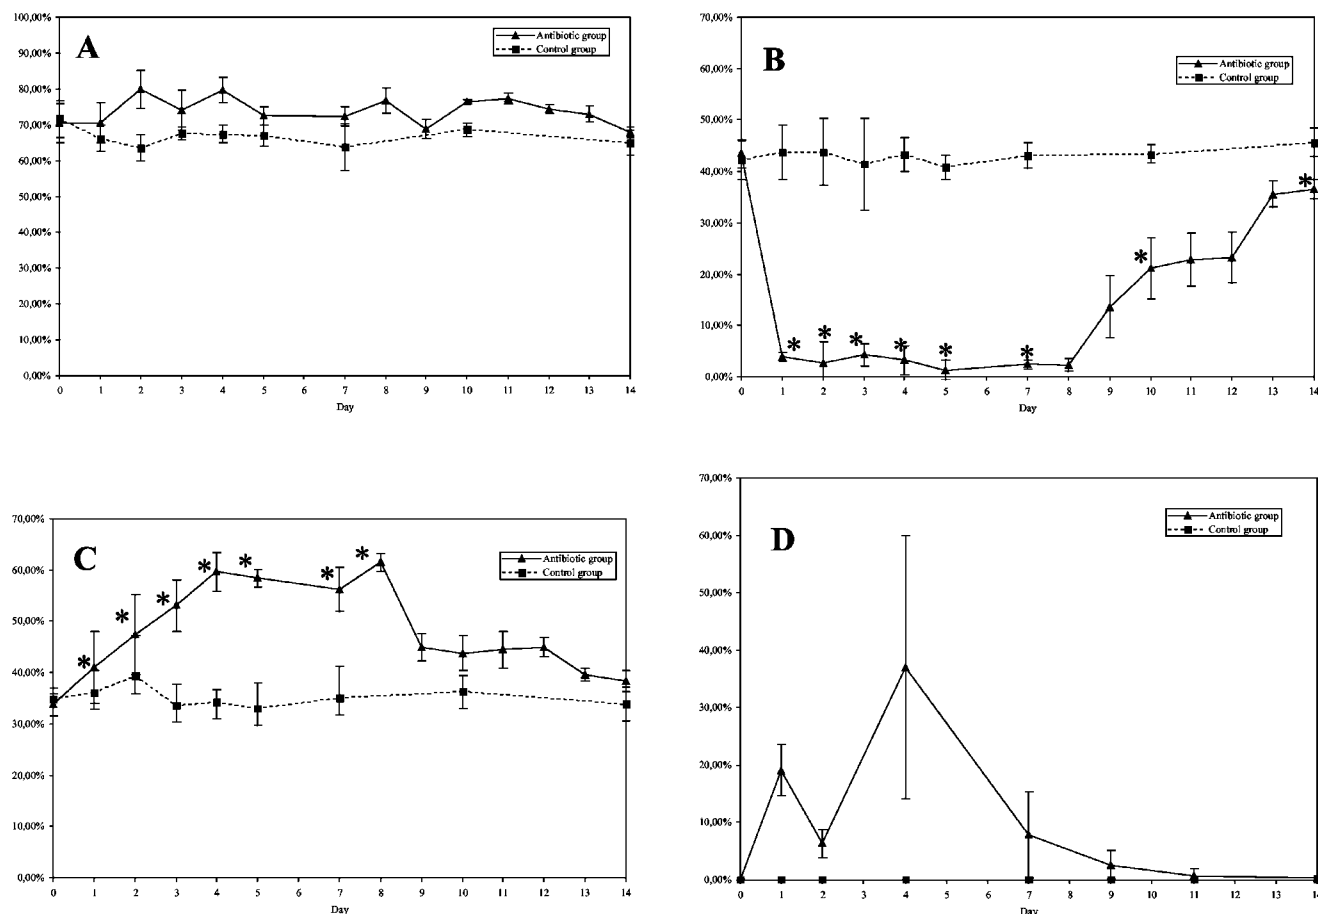 A
Antibiotic group
Control group
100,00%
90,00%
80,00%
70,00%
60,00%
50,00%
40,00%
30,00%
20,00%
10,00%
0,00%
0 1 2 3 4 5 7 8 9 10 11 12 13 14
Day
B
Antibiotic group
Control group
70,00%
60,00%
50,00%
40,00%
30,00%
20,00%
10,00%
0,00%
* * * * * * * *
0 1 2 3 4 5 7 8 9 10 11 12 13 14
Day
C
Antibiotic group
Control group
70,00%
60,00%
50,00%
40,00%
30,00%
20,00%
10,00%
0,00%
* * * * * * *
0 1 2 3 4 5 7 8 9 10 11 12 13 14
Day
D
Antibiotic group
Control group
70,00%
60,00%
50,00%
40,00%
30,00%
20,00%
10,00%
0,00%
0 1 2 3 4 5 6 7 8 9 10 11 12 13 14
Day